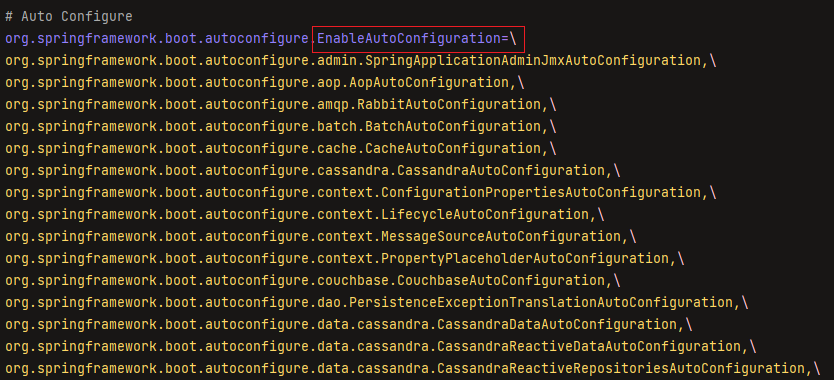 # Auto Configure
org.springframework.boot.autoconfigure.EnableAutoConfiguration=\
org.springframework.boot.autoconfigure.admin.SpringApplicationAdminJmxAutoConfiguration,\
org.springframework.boot.autoconfigure.aop.AopAutoConfiguration,\
org.springframework.boot.autoconfigure.amqp.RabbitAutoConfiguration,\
org.springframework.boot.autoconfigure.batch.BatchAutoConfiguration,\
org.springframework.boot.autoconfigure.cache.CacheAutoConfiguration,\
org.springframework.boot.autoconfigure.cassandra.CassandraAutoConfiguration,\
org.springframework.boot.autoconfigure.context.ConfigurationPropertiesAutoConfiguration,\
org.springframework.boot.autoconfigure.context.LifecycleAutoConfiguration,\
org.springframework.boot.autoconfigure.context.MessageSourceAutoConfiguration,\
org.springframework.boot.autoconfigure.context.PropertyPlaceholderAutoConfiguration,\
org.springframework.boot.autoconfigure.couchbase.CouchbaseAutoConfiguration,\
org.springframework.boot.autoconfigure.dao.PersistenceExceptionTranslationAutoConfiguration,\
org.springframework.boot.autoconfigure.data.cassandra.CassandraDataAutoConfiguration,\
org.springframework.boot.autoconfigure.data.cassandra.CassandraReactiveDataAutoConfiguration,\
org.springframework.boot.autoconfigure.data.cassandra.CassandraReactiveRepositoriesAutoConfiguration,\